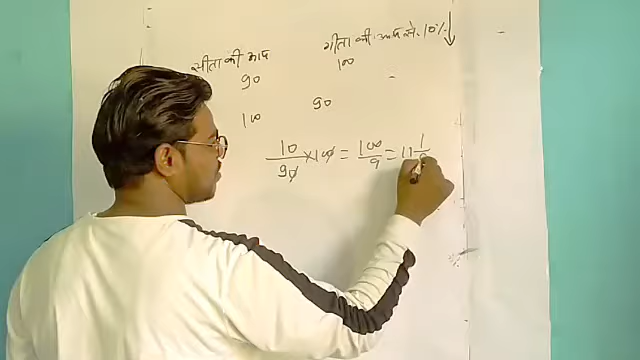 सीता की आय गीता की आय से 10% ↓
90 100
100 90
10/90 × 100 = 100/9 = 11 1/9